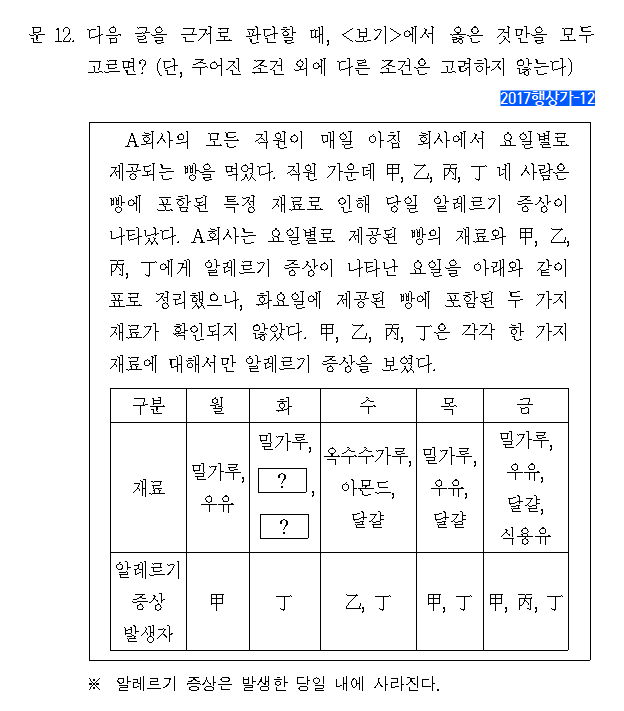 문 12. 다음 글을 근거로 판단할 때, <보기>에서 옳은 것만을 모두
고르면? (단, 주어진 조건 외에 다른 조건은 고려하지 않는다)
2017행상가-12
A회사의 모든 직원이 매일 아침 회사에서 요일별로
제공되는 빵을 먹었다. 직원 가운데 甲, 乙, 丙, 丁 네 사람은
빵에 포함된 특정 재료로 인해 당일 알레르기 증상이
나타났다. A회사는 요일별로 제공된 빵의 재료와 甲, 乙,
丙, 丁에게 알레르기 증상이 나타난 요일을 아래와 같이
표로 정리했으나, 화요일에 제공된 빵에 포함된 두 가지
재료가 확인되지 않았다. 甲, 乙, 丙, 丁은 각각 한 가지
재료에 대해서만 알레르기 증상을 보였다.
구분 월 화 수 목 금
재료
밀가루,
우유
밀가루,
?,
?
옥수수가루,
아몬드,
달걀
밀가루,
우유,
달걀
밀가루,
우유,
달걀,
식용유
알레르기
증상
발생자
甲 丁 乙, 丁 甲, 丁 甲, 丙, 丁
※ 알레르기 증상은 발생한 당일 내에 사라진다.